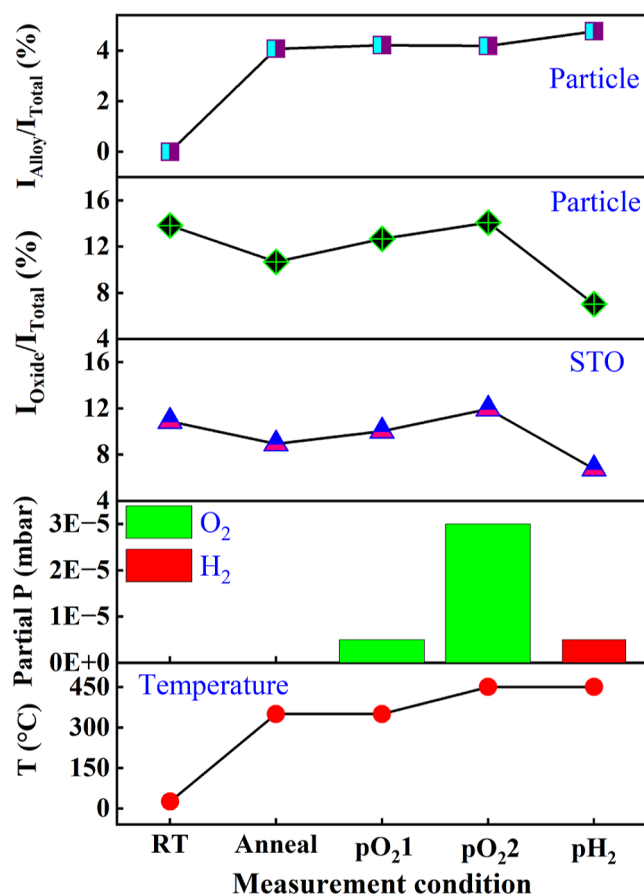 I_Alloy/I_Total (%)
4
2
0
Particle
I_Oxide/I_Total (%)
16
12
8
4
Particle
16
12
8
4
STO
Partial P (mbar)
3E−5
2E−5
1E−5
0E+0
O₂
H₂
T (°C)
450
300
150
0
Temperature
RT Anneal pO₂1 pO₂2 pH₂
Measurement condition